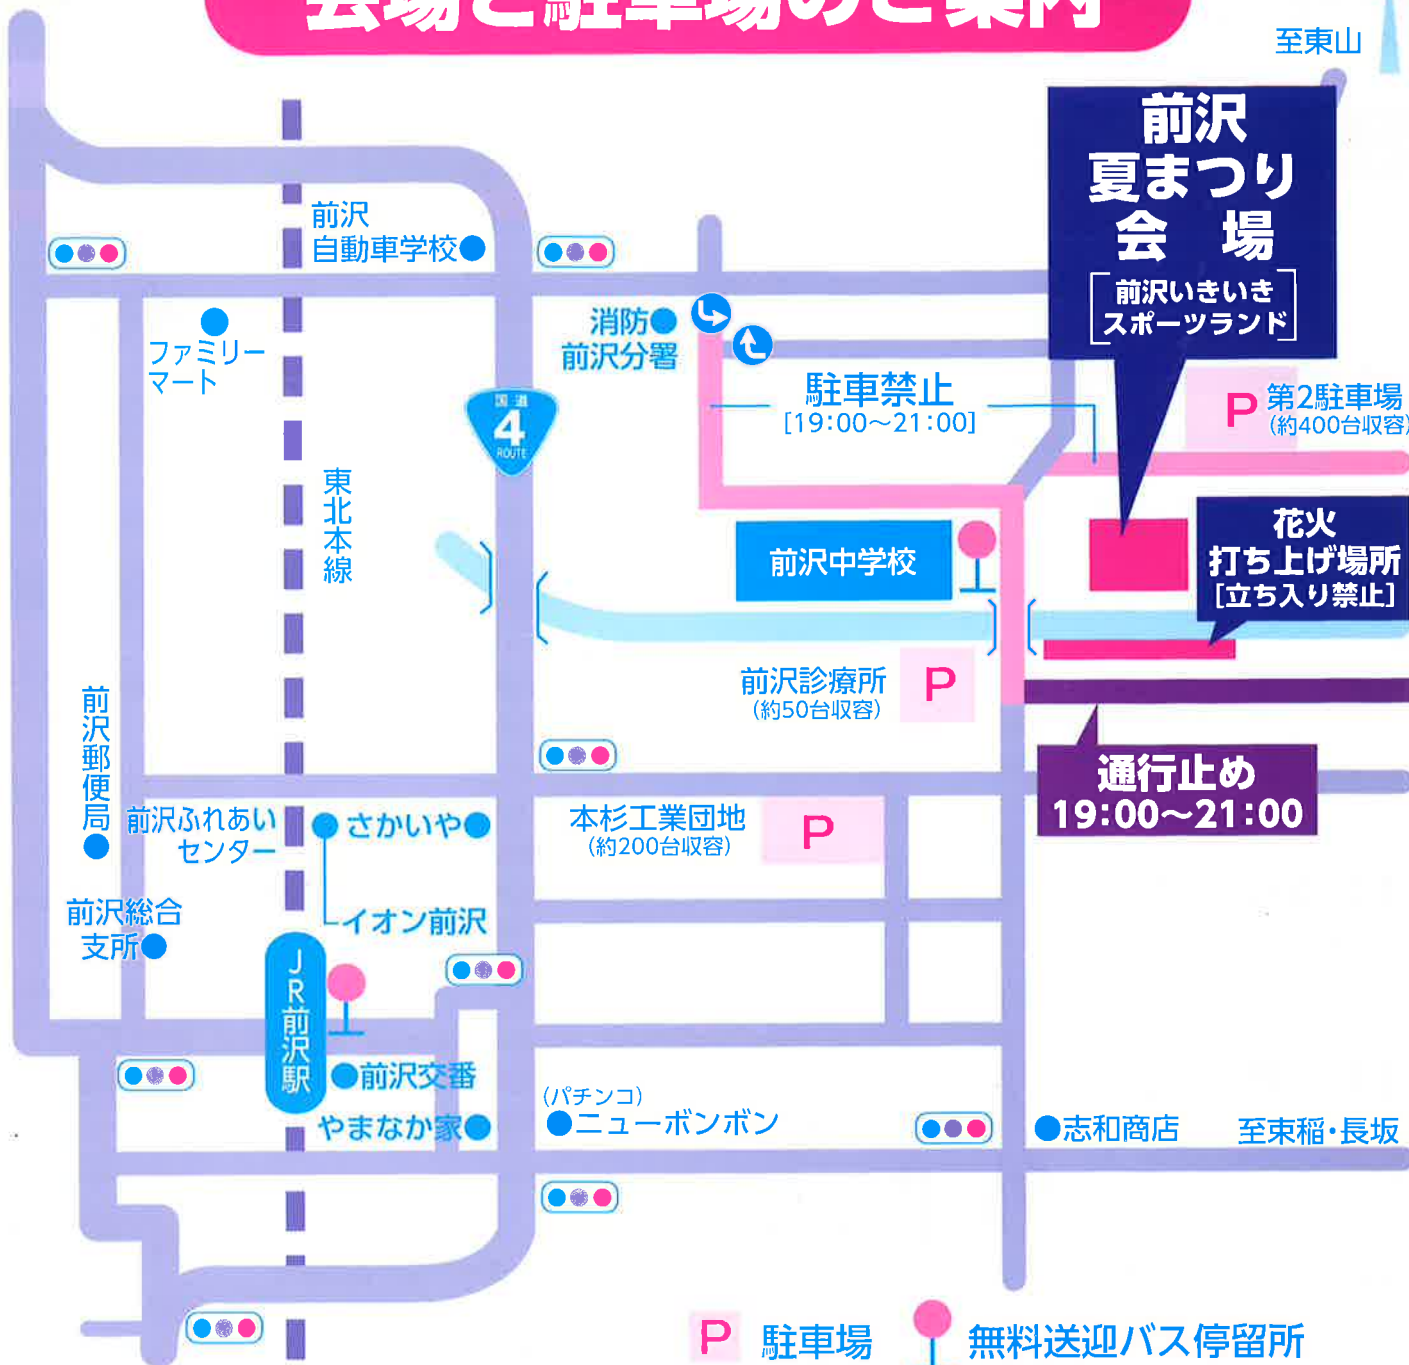 会場と駐車場のご案内
至東山
前沢
夏まつり
会 場
前沢いきいき
スポーツランド
前沢
自動車学校
消防
前沢分署
ファミリー
マート
駐車禁止
[19:00～21:00]
P 第2駐車場
(約400台収容)
国道
4
ROUTE
東北本線
前沢中学校
花火
打ち上げ場所
[立ち入り禁止]
前沢診療所
(約50台収容)
P
前沢郵便局
通行止め
19:00～21:00
前沢ふれあい
センター
さかいや
本杉工業団地
(約200台収容)
P
イオン前沢
前沢総合
支所
JR前沢駅
前沢交番
やまなか家
(パチンコ)
ニューボンボン
志和商店
至東稲・長坂
P 駐車場
無料送迎バス停留所